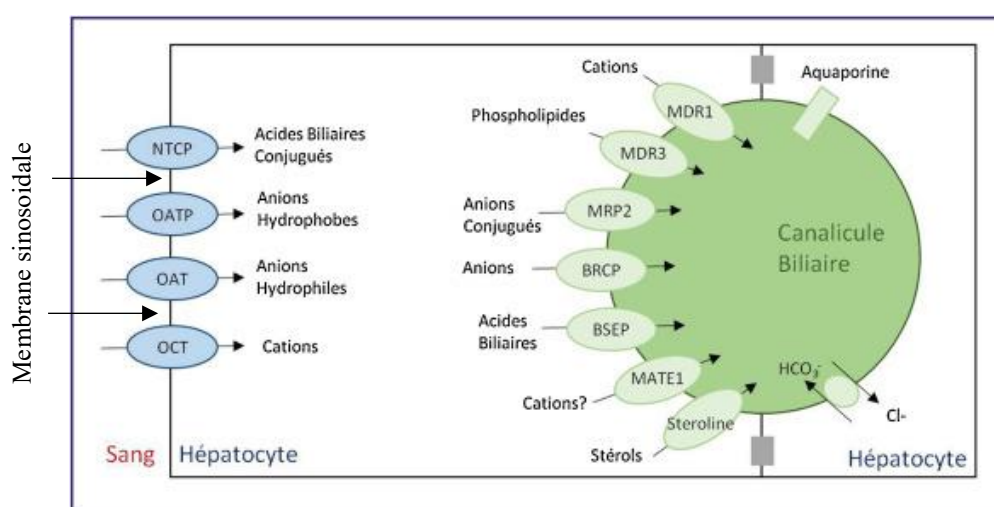 Membrane sinosoidale
NTCP
Acides Biliaires
Conjugués
OATP
Anions
Hydrophobes
OAT
Anions
Hydrophiles
OCT
Cations
Sang
Hépatocyte
Cations
MDR1
Aquaporine
Phospholipides
MDR3
Anions
Conjugués
MRP2
Canalicule
Biliaire
Anions
BRCP
Acides
Biliaires
BSEP
MATE1
Cations?
HCO3-
Cl-
Steroline
Stérols
Hépatocyte